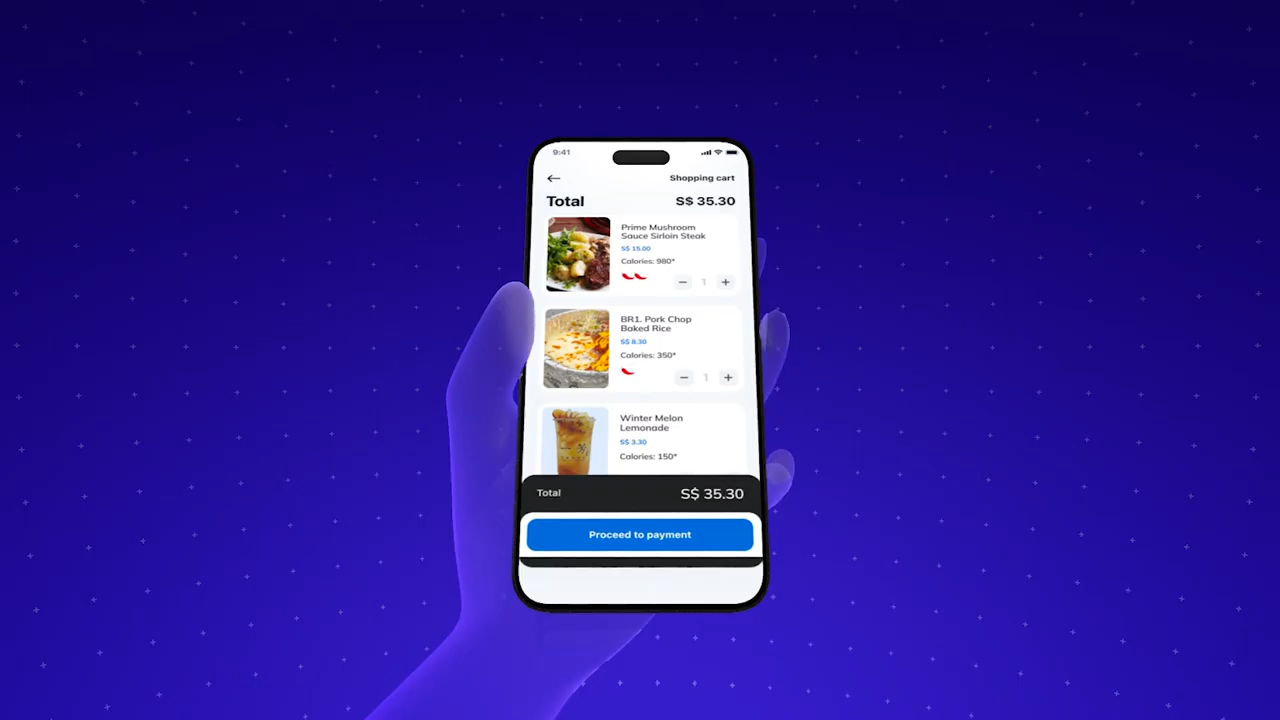 9:41
Shopping cart
Total S$ 35.30
Prime Mushroom
Sauce Sirloin Steak
S$ 15.00
Calories: 980*
1
BR1. Pork Chop
Baked Rice
S$ 8.30
Calories: 350*
1
Winter Melon
Lemonade
S$ 3.30
Calories: 150*
Total S$ 35.30
Proceed to payment